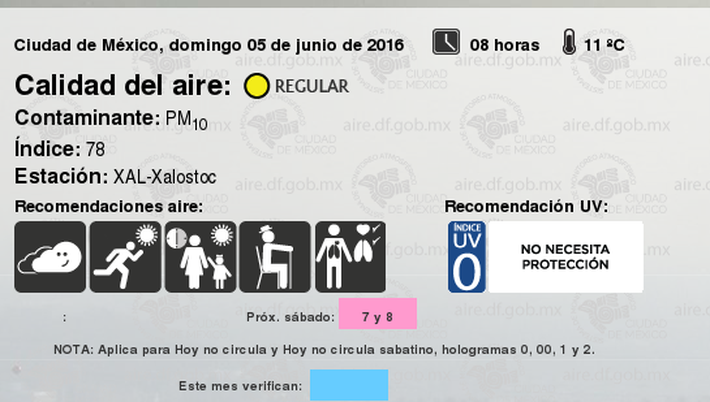 Ciudad de México, domingo 05 de junio de 2016 08 horas 11 ºC
Calidad del aire: REGULAR
Contaminante: PM10
Índice: 78
Estación: XAL-Xalostoc
Recomendaciones aire: Recomendación UV:
ÍNDICE
UV
0
NO NECESITA
PROTECCIÓN
: Próx. sábado: 7 y 8
NOTA: Aplica para Hoy no circula y Hoy no circula sabatino, hologramas 0, 00, 1 y 2.
Este mes verifican:
aire.df.gob.mx
CIUDAD
DE MÉXICO